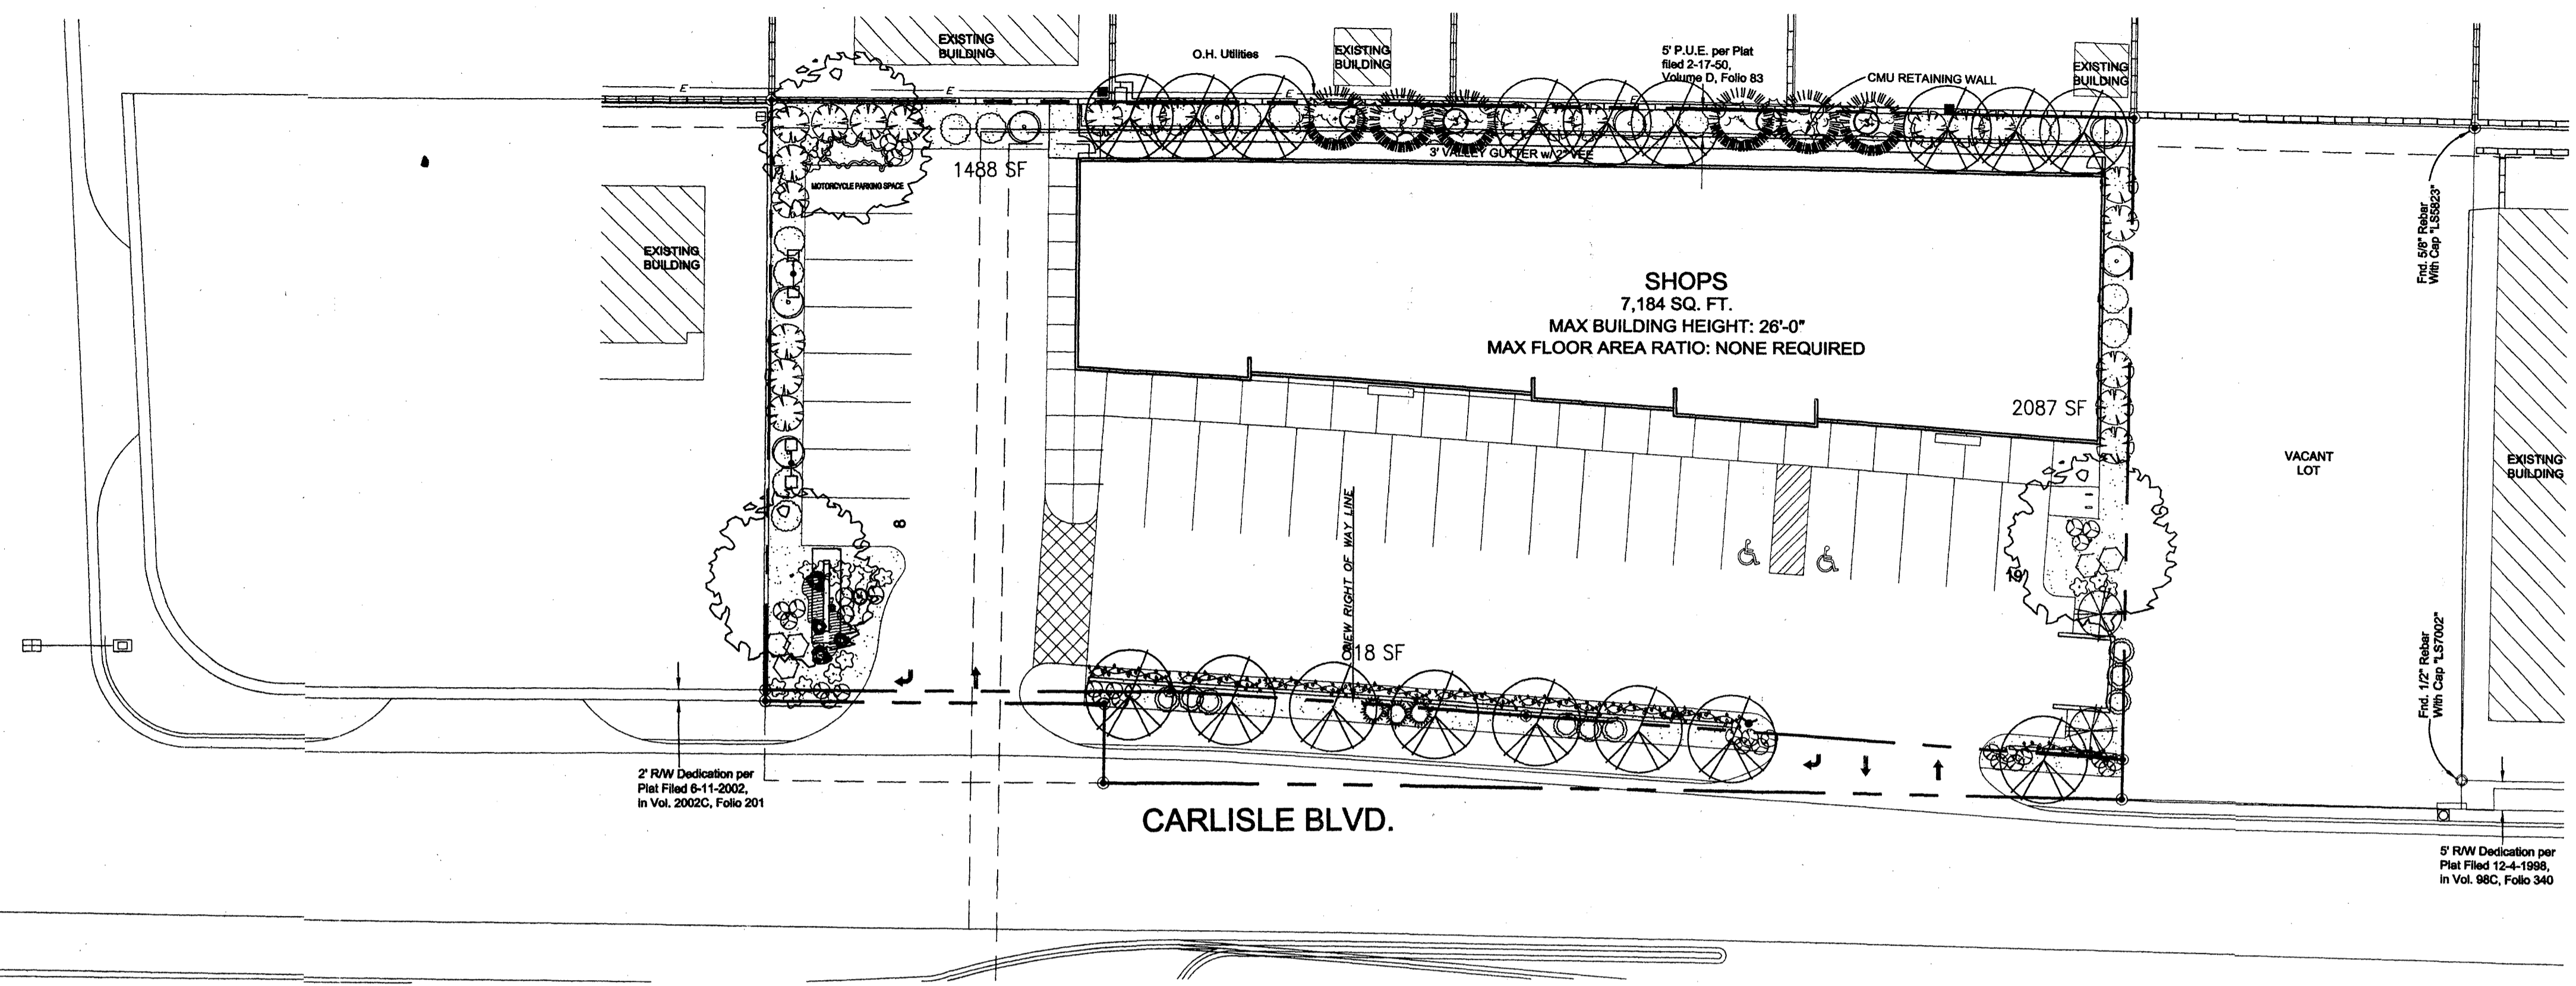 EXISTING
BUILDING
O.H. Utilities
EXISTING
BUILDING
5' P.U.E. per Plat
filed 2-17-50,
Volume D, Folio 83
CMU RETAINING WALL
EXISTING
BUILDING
E
E
E
E
3' VALLEY GUTTER w/ 2" VEE
1488 SF
MOTORCYCLE PARKING SPACE
EXISTING
BUILDING
SHOPS
7,184 SQ. FT.
MAX BUILDING HEIGHT: 26'-0"
MAX FLOOR AREA RATIO: NONE REQUIRED
2087 SF
Fnd. 5/8" Rebar
With Cap "LS5823"
VACANT
LOT
EXISTING
BUILDING
8
19
RIGHT OF WAY LINE
18 SF
Fnd. 1/2" Rebar
With Cap "LS7002"
2' R/W Dedication per
Plat Filed 6-11-2002,
in Vol. 2002C, Folio 201
CARLISLE BLVD.
5' R/W Dedication per
Plat Filed 12-4-1998,
in Vol. 98C, Folio 340